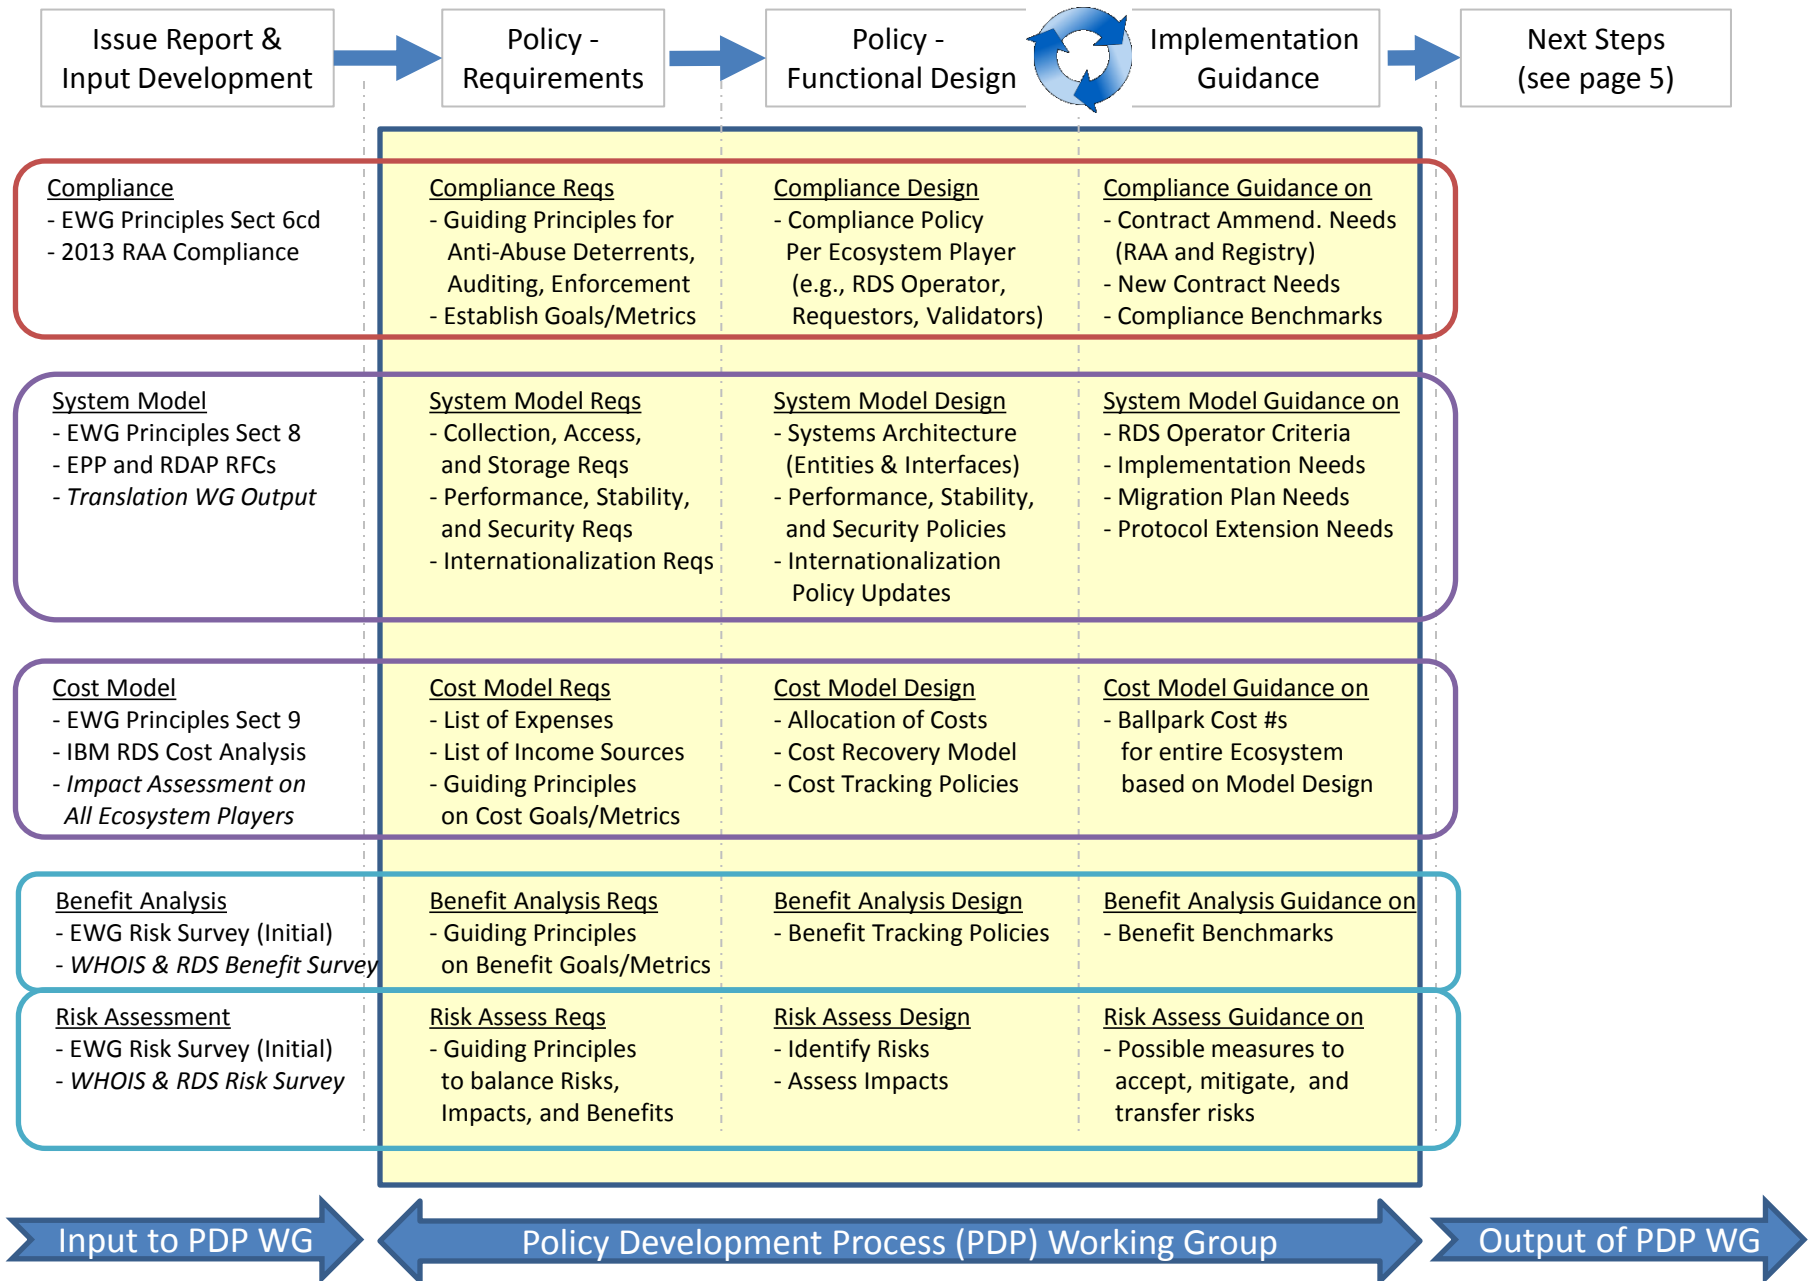 Issue Report &
Input Development
Policy -
Requirements
Policy -
Functional Design
Implementation
Guidance
Next Steps
(see page 5)
Compliance
- EWG Principles Sect 6cd
- 2013 RAA Compliance
Compliance Reqs
- Guiding Principles for
Anti-Abuse Deterrents,
Auditing, Enforcement
- Establish Goals/Metrics
Compliance Design
- Compliance Policy
Per Ecosystem Player
(e.g., RDS Operator,
Requestors, Validators)
Compliance Guidance on
- Contract Ammend. Needs
(RAA and Registry)
- New Contract Needs
- Compliance Benchmarks
System Model
- EWG Principles Sect 8
- EPP and RDAP RFCs
- Translation WG Output
System Model Reqs
- Collection, Access,
and Storage Reqs
- Performance, Stability,
and Security Reqs
- Internationalization Reqs
System Model Design
- Systems Architecture
(Entities & Interfaces)
- Performance, Stability,
and Security Policies
- Internationalization
Policy Updates
System Model Guidance on
- RDS Operator Criteria
- Implementation Needs
- Migration Plan Needs
- Protocol Extension Needs
Cost Model
- EWG Principles Sect 9
- IBM RDS Cost Analysis
- Impact Assessment on
All Ecosystem Players
Cost Model Reqs
- List of Expenses
- List of Income Sources
- Guiding Principles
on Cost Goals/Metrics
Cost Model Design
- Allocation of Costs
- Cost Recovery Model
- Cost Tracking Policies
Cost Model Guidance on
- Ballpark Cost #s
for entire Ecosystem
based on Model Design
Benefit Analysis
- EWG Risk Survey (Initial)
- WHOIS & RDS Benefit Survey
Benefit Analysis Reqs
- Guiding Principles
on Benefit Goals/Metrics
Benefit Analysis Design
- Benefit Tracking Policies
Benefit Analysis Guidance on
- Benefit Benchmarks
Risk Assessment
- EWG Risk Survey (Initial)
- WHOIS & RDS Risk Survey
Risk Assess Reqs
- Guiding Principles
to balance Risks,
Impacts, and Benefits
Risk Assess Design
- Identify Risks
- Assess Impacts
Risk Assess Guidance on
- Possible measures to
accept, mitigate, and
transfer risks
Input to PDP WG
Policy Development Process (PDP) Working Group
Output of PDP WG